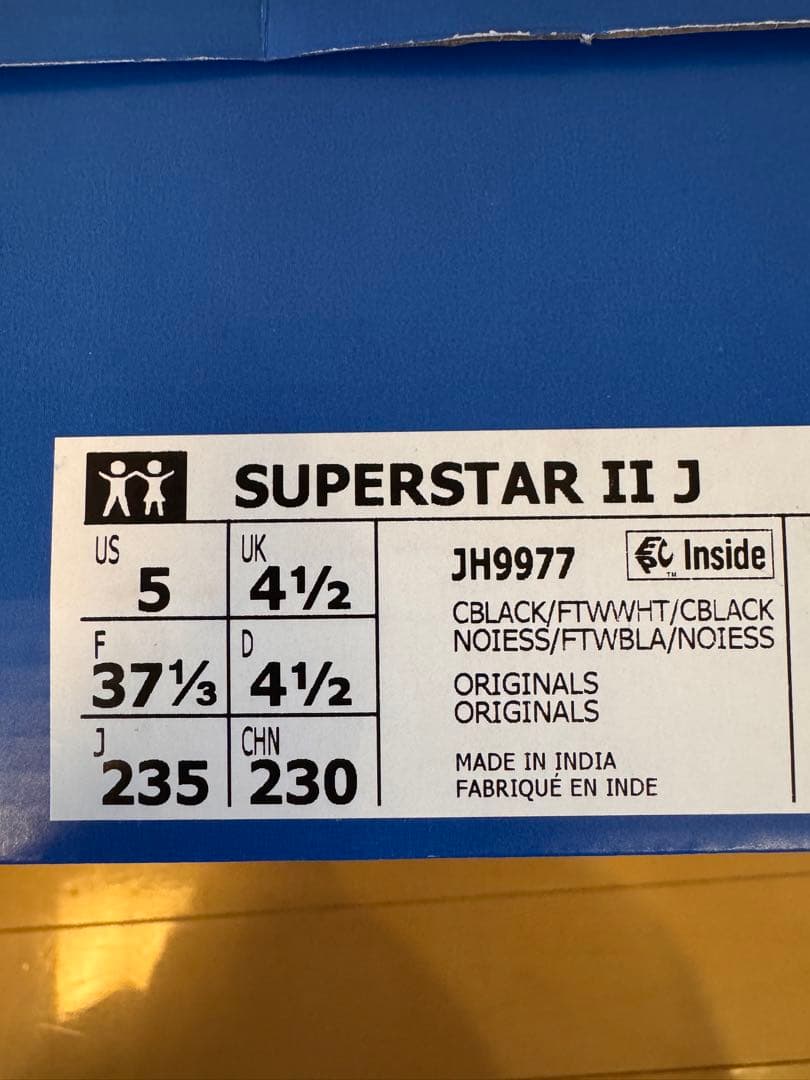 SUPERSTAR II J
US 5 UK 4½
F 37⅓ D 4½
J 235 CHN 230
JH9977
Inside
CBLACK/FTWWHT/CBLACK
NOIESS/FTWBLA/NOIESS
ORIGINALS
ORIGINALS
MADE IN INDIA
FABRIQUÉ EN INDE